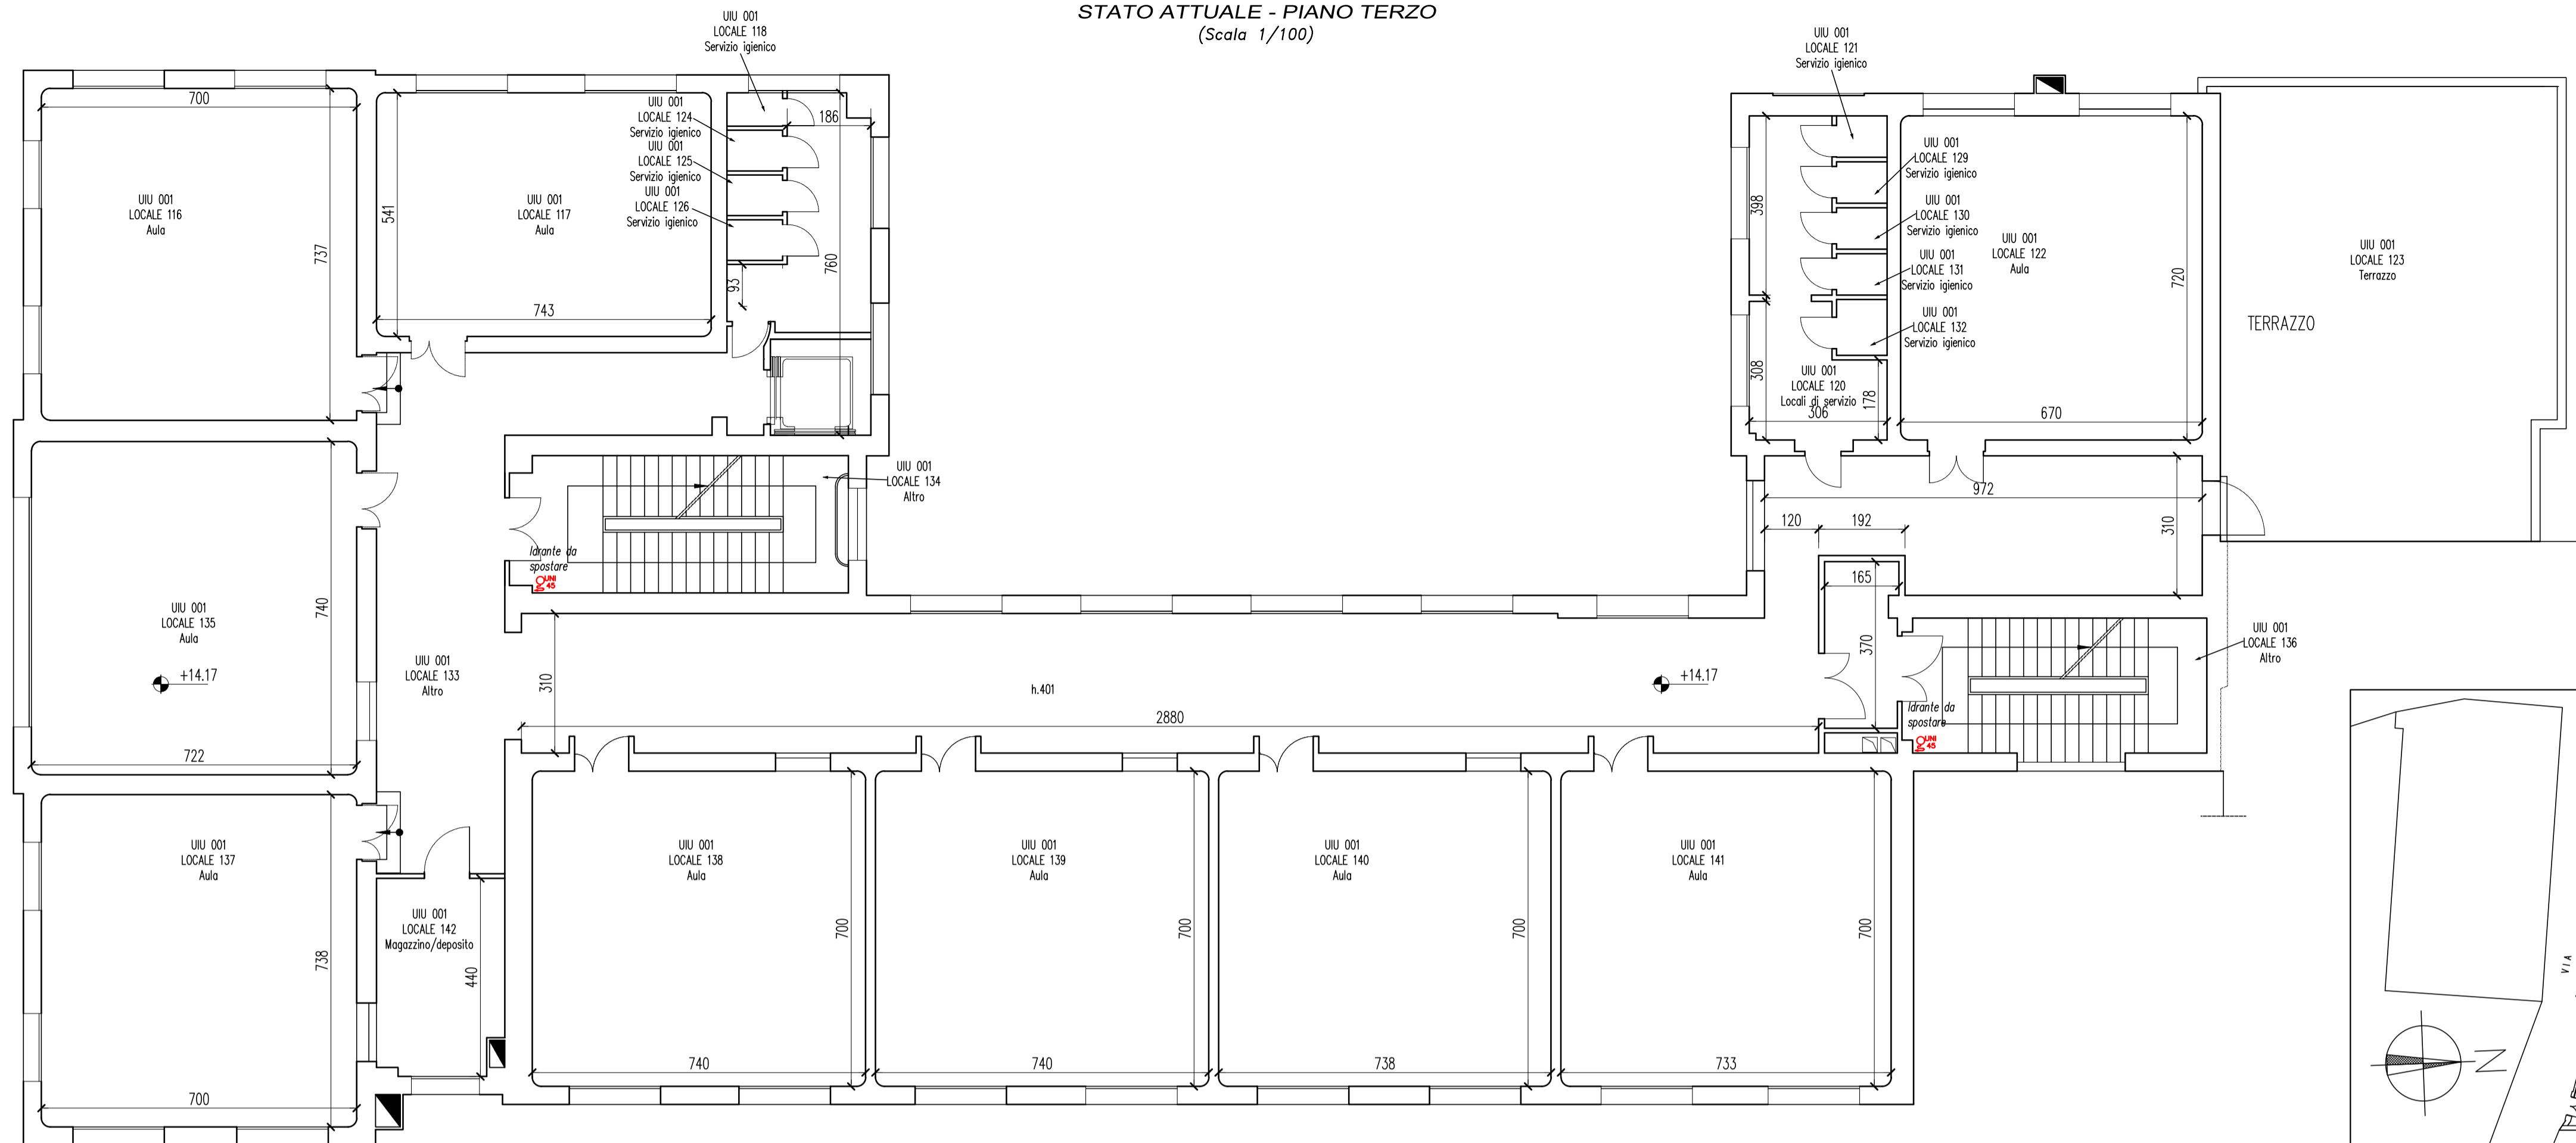 STATO ATTUALE - PIANO TERZO
(Scala 1/100)
UIU 001
LOCALE 118
Servizio igienico
UIU 001
LOCALE 121
Servizio igienico
700
737
UIU 001
LOCALE 116
Aula
541
743
UIU 001
LOCALE 117
Aula
UIU 001
LOCALE 124
Servizio igienico
UIU 001
LOCALE 125
Servizio igienico
UIU 001
LOCALE 126
Servizio igienico
186
760
93
398
308
UIU 001
LOCALE 129
Servizio igienico
UIU 001
LOCALE 130
Servizio igienico
UIU 001
LOCALE 131
Servizio igienico
UIU 001
LOCALE 132
Servizio igienico
UIU 001
LOCALE 122
Aula
720
670
UIU 001
LOCALE 123
Terrazzo
TERRAZZO
UIU 001
LOCALE 120
Locali di servizio
306
178
UIU 001
LOCALE 134
Altro
972
120
192
310
165
370
Idrante da
spostare
UNI
45
UIU 001
LOCALE 135
Aula
+14.17
740
722
UIU 001
LOCALE 133
Altro
310
h.401
2880
+14.17
UIU 001
LOCALE 136
Altro
Idrante da
spostare
UNI
45
UIU 001
LOCALE 137
Aula
738
700
UIU 001
LOCALE 142
Magazzino/deposito
440
UIU 001
LOCALE 138
Aula
700
740
UIU 001
LOCALE 139
Aula
700
740
UIU 001
LOCALE 140
Aula
700
738
UIU 001
LOCALE 141
Aula
700
733
VIA
N